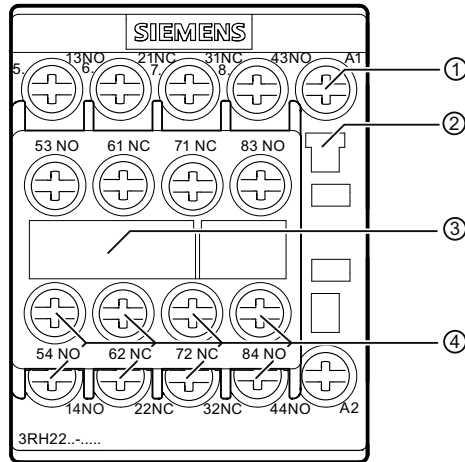 SIEMENS
5. 13NO 6. 21NC 7. 31NC 8. 43NO A1
1
2
53 NO 61 NC 71 NC 83 NO
3
4
54 NO 62 NC 72 NC 84 NO
14NO 22NC 32NC 44NO A2
3RH22..-.....